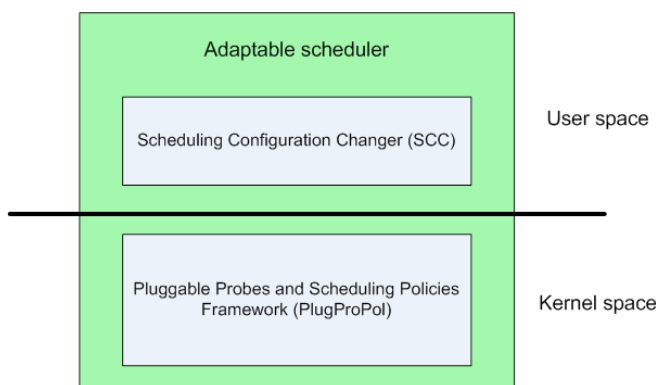 Adaptable scheduler
User space
Scheduling Configuration Changer (SCC)
Pluggable Probes and Scheduling Policies
Framework (PlugProPol)
Kernel space